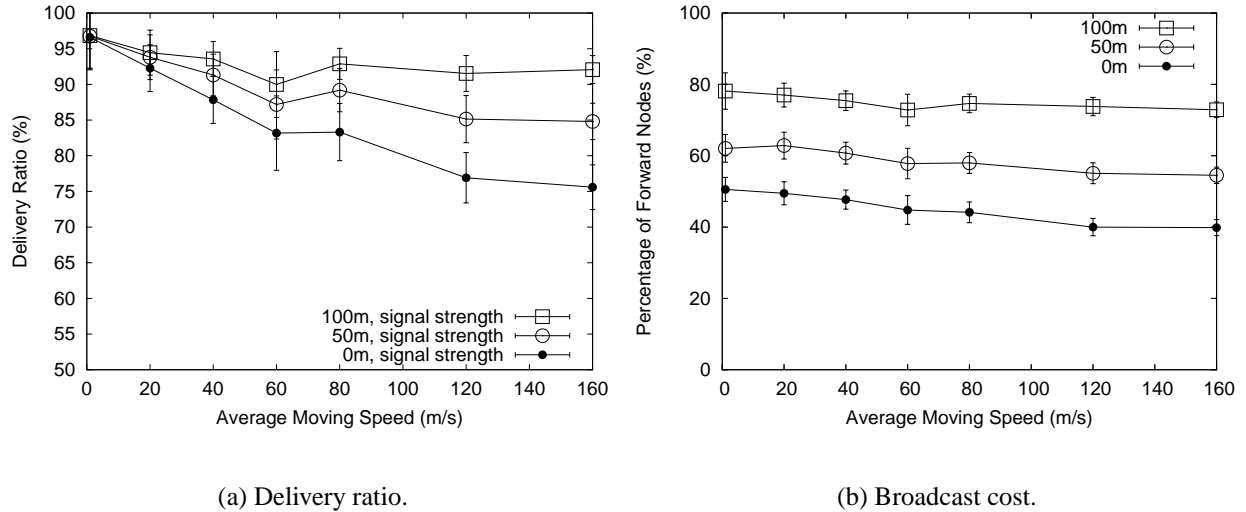 100
95
90
85
80
75
70
65
60
55
50
Delivery Ratio (%)
100m, signal strength
50m, signal strength
0m, signal strength
0 20 40 60 80 100 120 140 160
Average Moving Speed (m/s)
(a) Delivery ratio.
100
80
60
40
20
0
Percentage of Forward Nodes (%)
100m
50m
0m
0 20 40 60 80 100 120 140 160
Average Moving Speed (m/s)
(b) Broadcast cost.